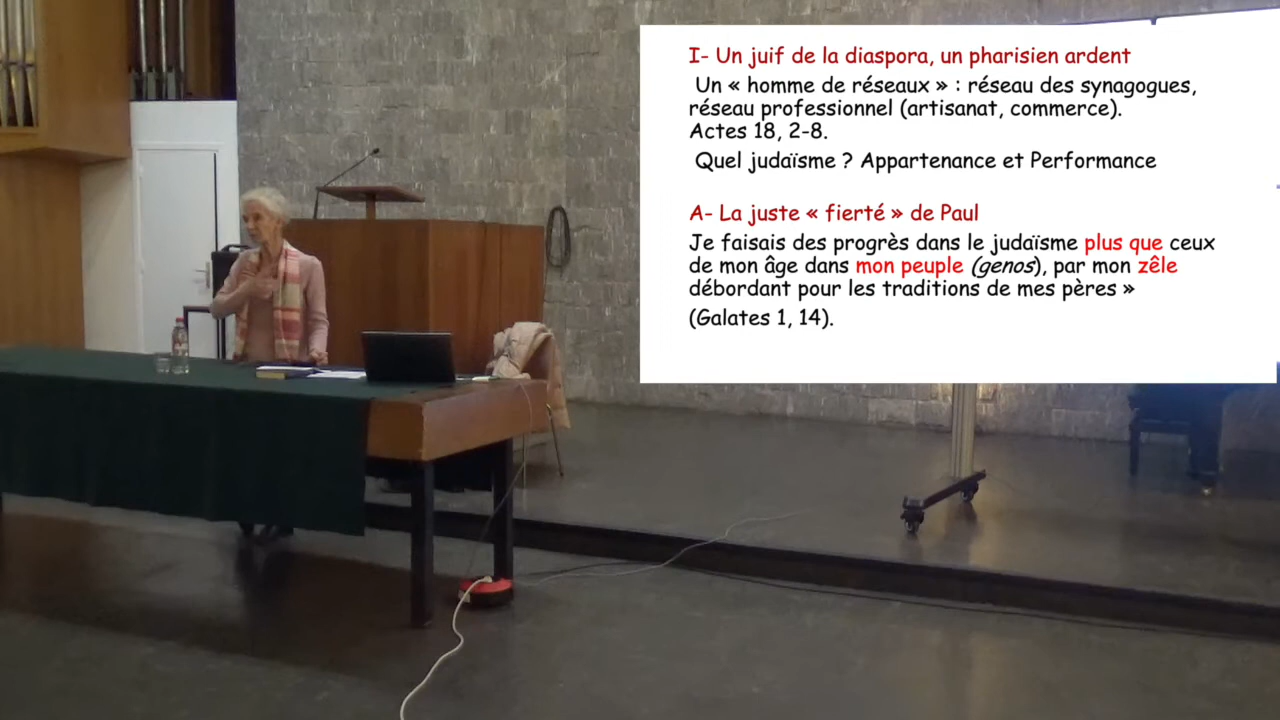 I- Un juif de la diaspora, un pharisien ardent
Un « homme de réseaux » : réseau des synagogues,
réseau professionnel (artisanat, commerce).
Actes 18, 2-8.
Quel judaïsme ? Appartenance et Performance
A- La juste « fierté » de Paul
Je faisais des progrès dans le judaïsme plus que ceux
de mon âge dans mon peuple (genos), par mon zêle
débordant pour les traditions de mes pères »
(Galates 1, 14).